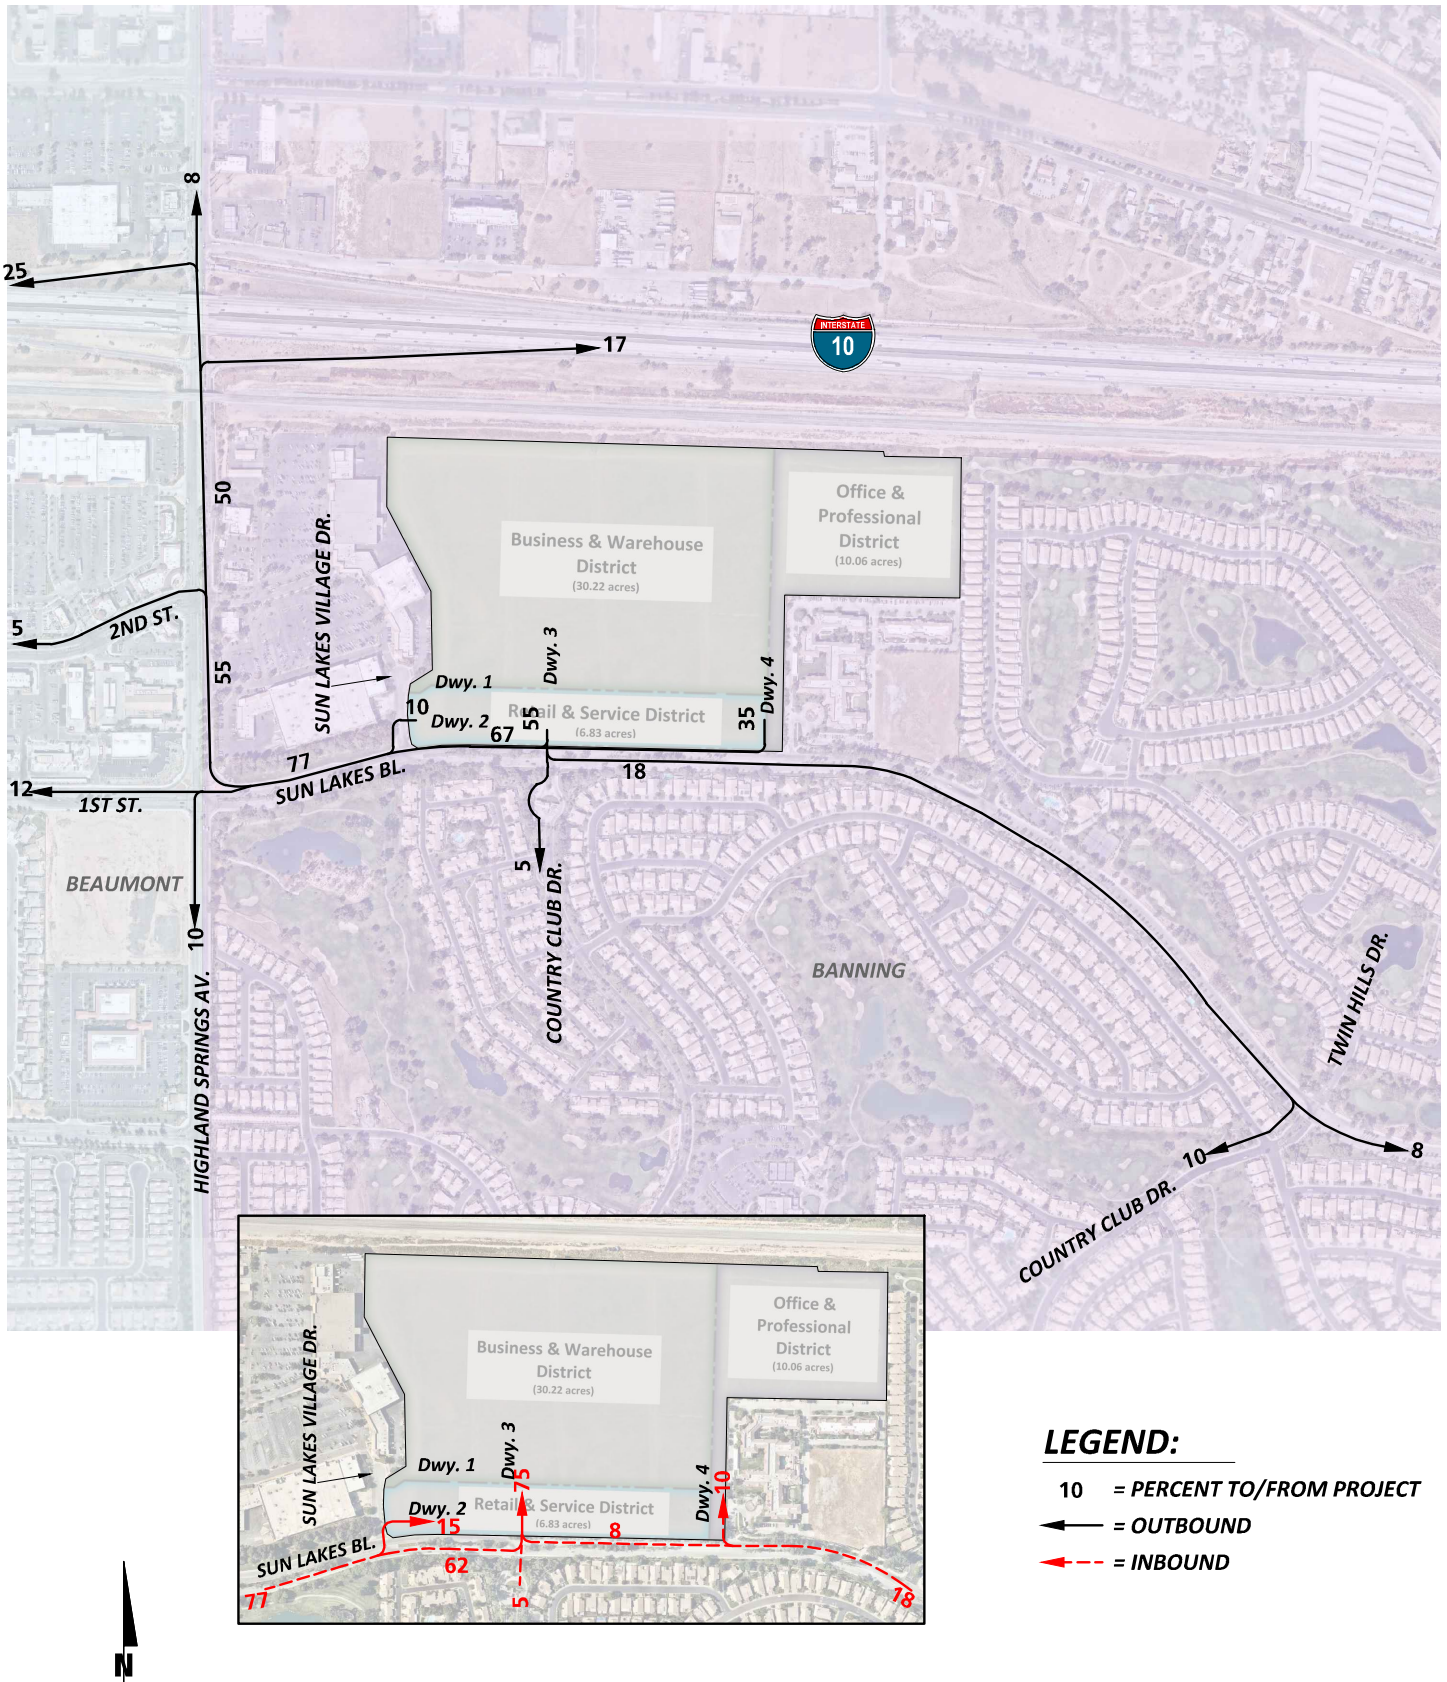 8
25
17
INTERSTATE
10
50
Office &
Professional
District
(10.06 acres)
Business & Warehouse
District
(30.22 acres)
SUN LAKES VILLAGE DR.
2ND ST.
5
55
Dwy. 3
Dwy. 4
Dwy. 1
10
Dwy. 2
Retail & Service District
(6.83 acres)
55
35
67
77
SUN LAKES BL.
18
12
1ST ST.
5
COUNTRY CLUB DR.
BEAUMONT
10
HIGHLAND SPRINGS AV.
BANNING
TWIN HILLS DR.
10
8
COUNTRY CLUB DR.
Office &
Professional
District
(10.06 acres)
Business & Warehouse
District
(30.22 acres)
SUN LAKES VILLAGE DR.
Dwy. 3
Dwy. 1
75
Dwy. 4
10
Dwy. 2
Retail & Service District
(6.83 acres)
15
8
SUN LAKES BL.
62
77
5
18
LEGEND:
10 = PERCENT TO/FROM PROJECT
= OUTBOUND
= INBOUND
N